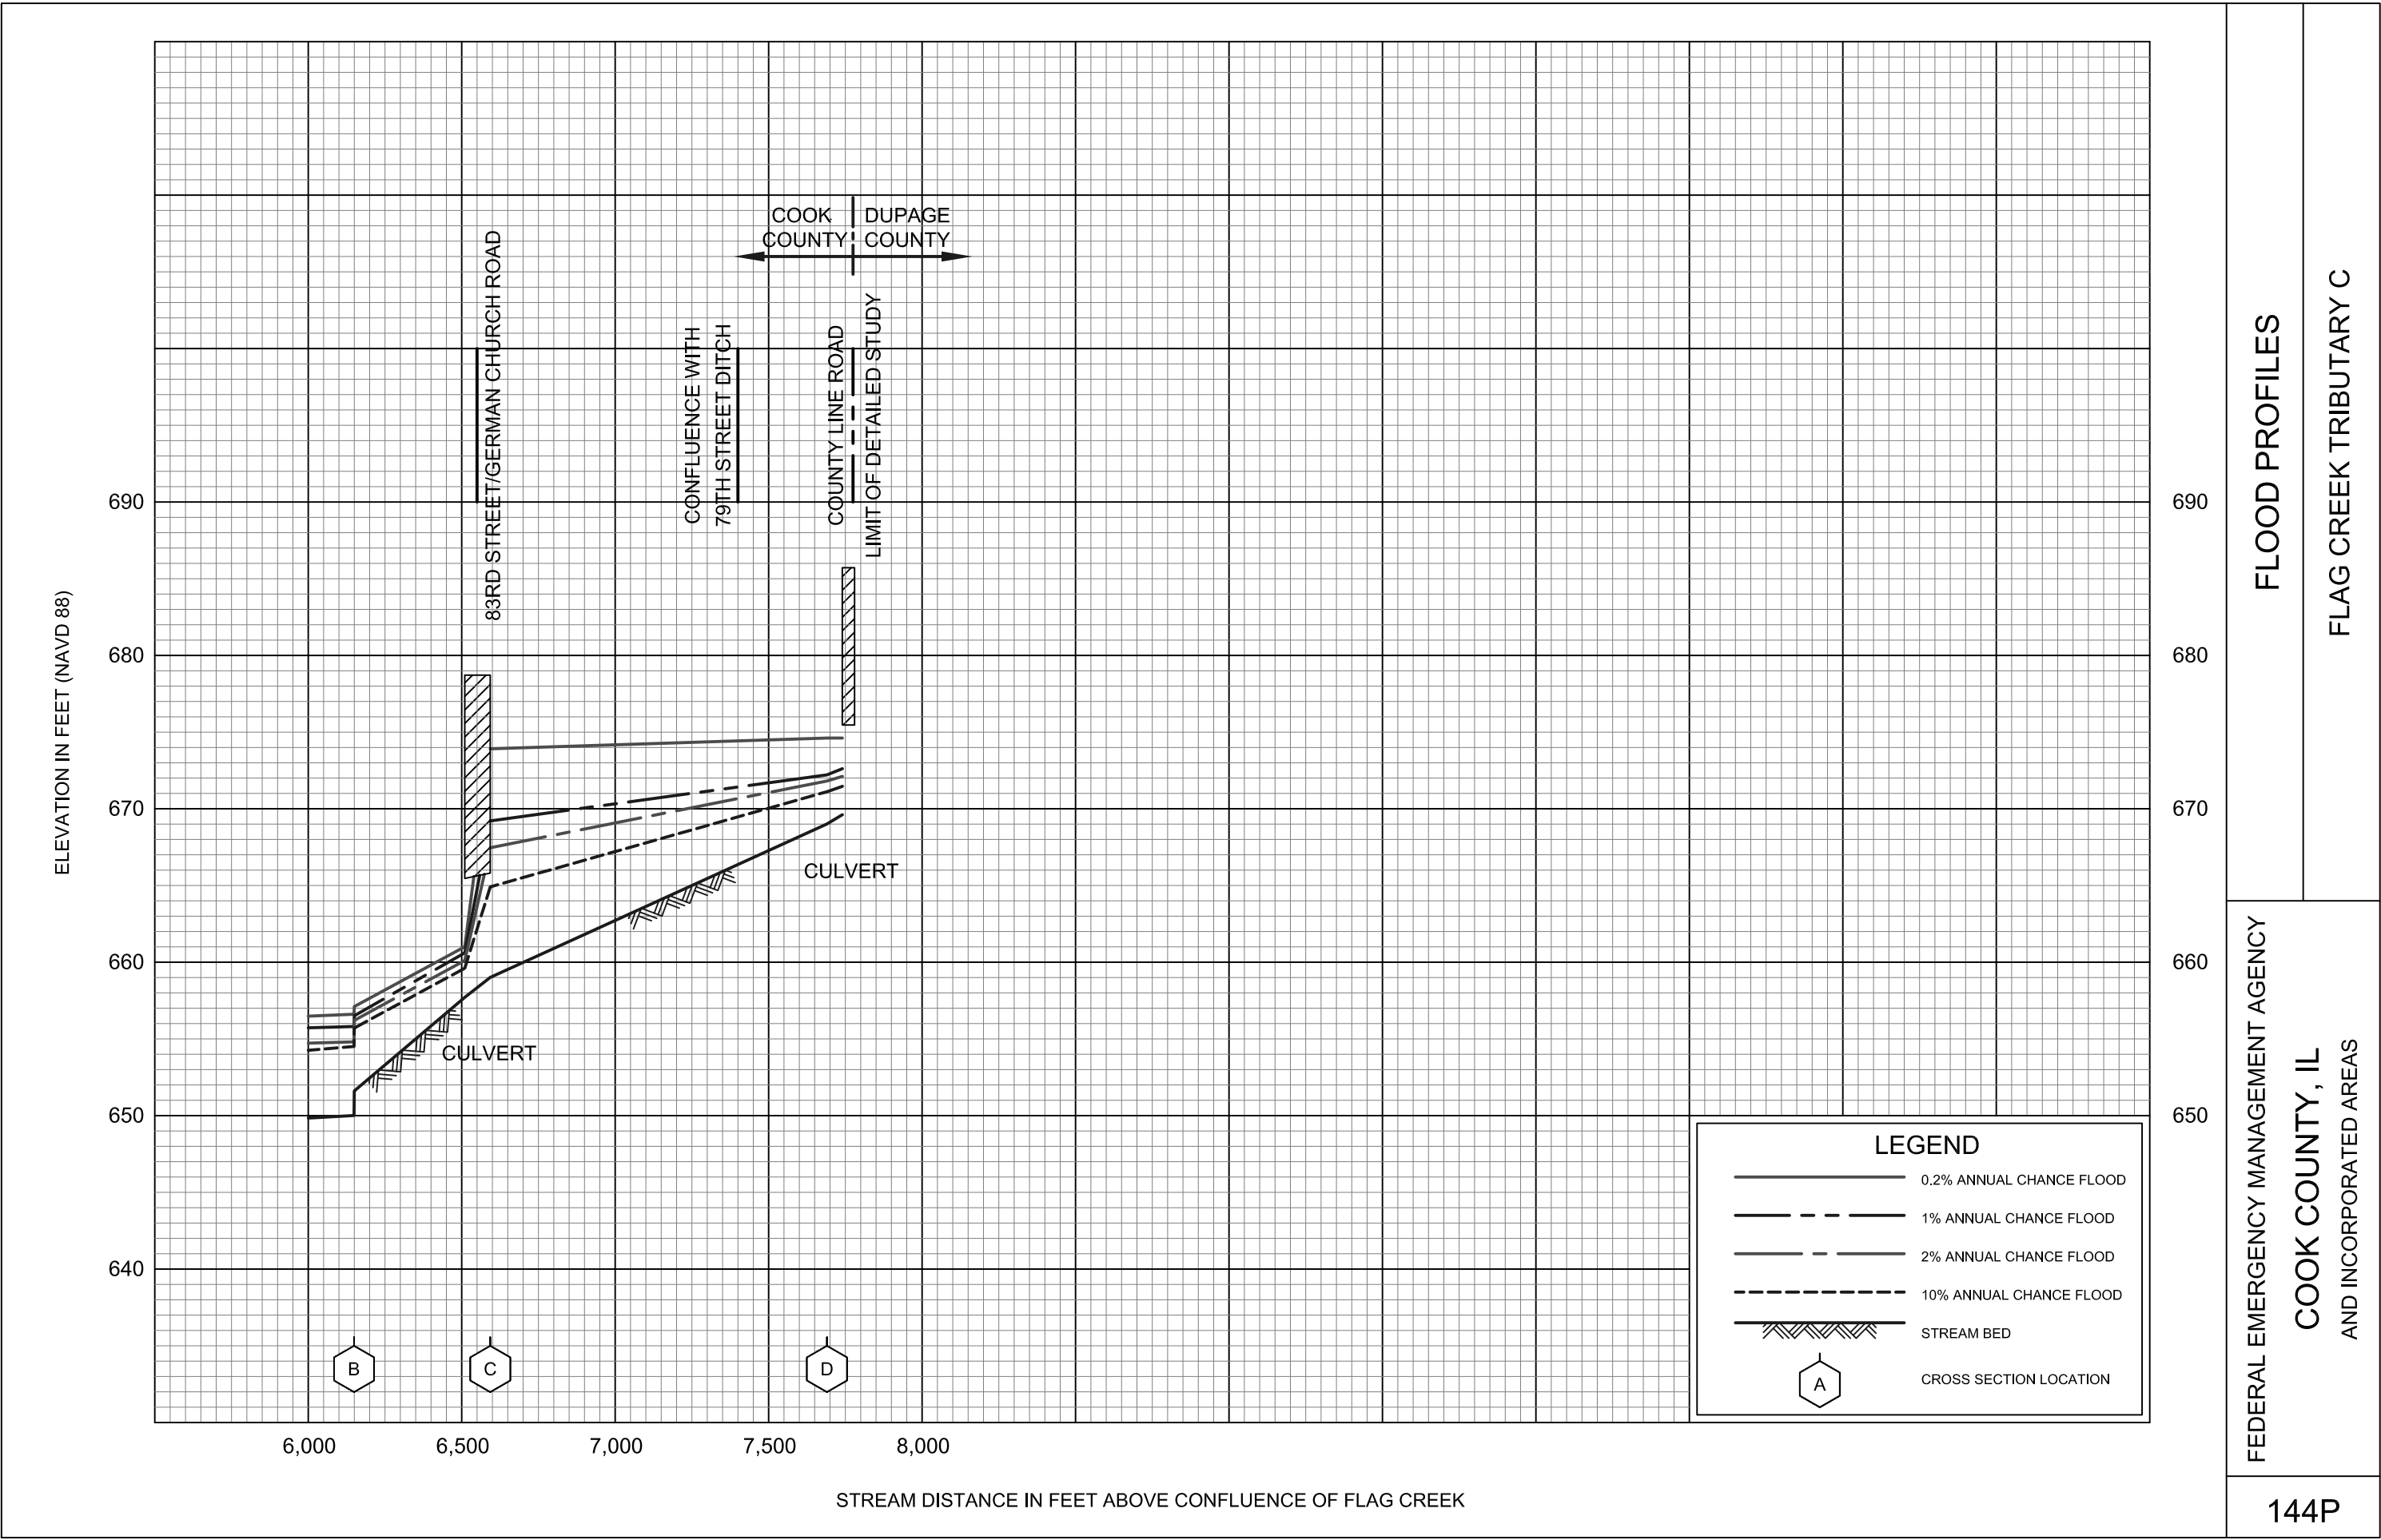 COOK
COUNTY
DUPAGE
COUNTY
83RD STREET/GERMAN CHURCH ROAD
CONFLUENCE WITH
79TH STREET DITCH
COUNTY LINE ROAD
LIMIT OF DETAILED STUDY
690
680
670
660
650
640
690
680
670
660
650
ELEVATION IN FEET (NAVD 88)
CULVERT
CULVERT
B
C
D
6,000
6,500
7,000
7,500
8,000
STREAM DISTANCE IN FEET ABOVE CONFLUENCE OF FLAG CREEK
LEGEND
0.2% ANNUAL CHANCE FLOOD
1% ANNUAL CHANCE FLOOD
2% ANNUAL CHANCE FLOOD
10% ANNUAL CHANCE FLOOD
STREAM BED
A
CROSS SECTION LOCATION
FLOOD PROFILES
FLAG CREEK TRIBUTARY C
FEDERAL EMERGENCY MANAGEMENT AGENCY
COOK COUNTY, IL
AND INCORPORATED AREAS
144P